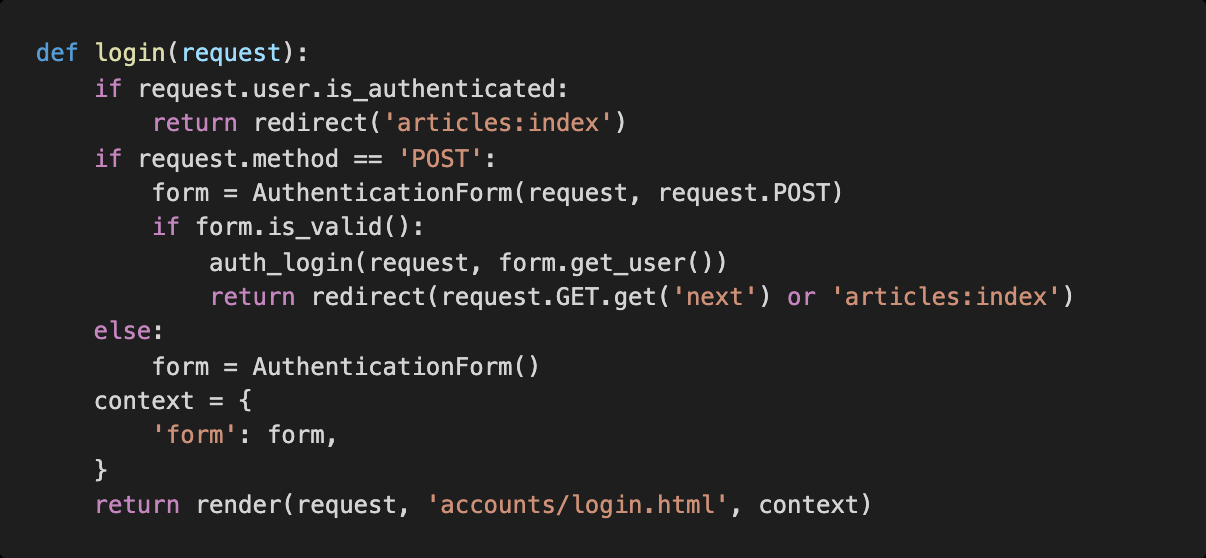 def login(request):
    if request.user.is_authenticated:
        return redirect('articles:index')
    if request.method == 'POST':
        form = AuthenticationForm(request, request.POST)
        if form.is_valid():
            auth_login(request, form.get_user())
            return redirect(request.GET.get('next') or 'articles:index')
    else:
        form = AuthenticationForm()
    context = {
        'form': form,
    }
    return render(request, 'accounts/login.html', context)